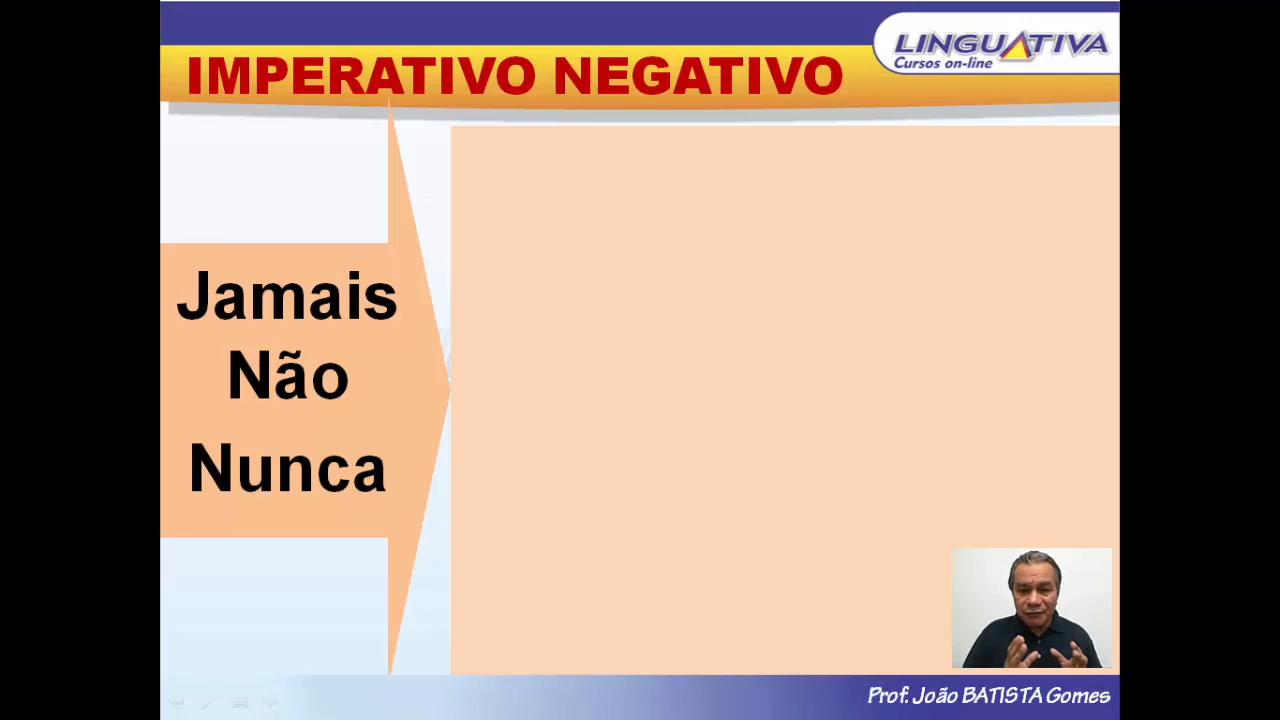 LINGUATIVA
Cursos on-line
IMPERATIVO NEGATIVO
Jamais
Não
Nunca
Prof. João BATISTA Gomes